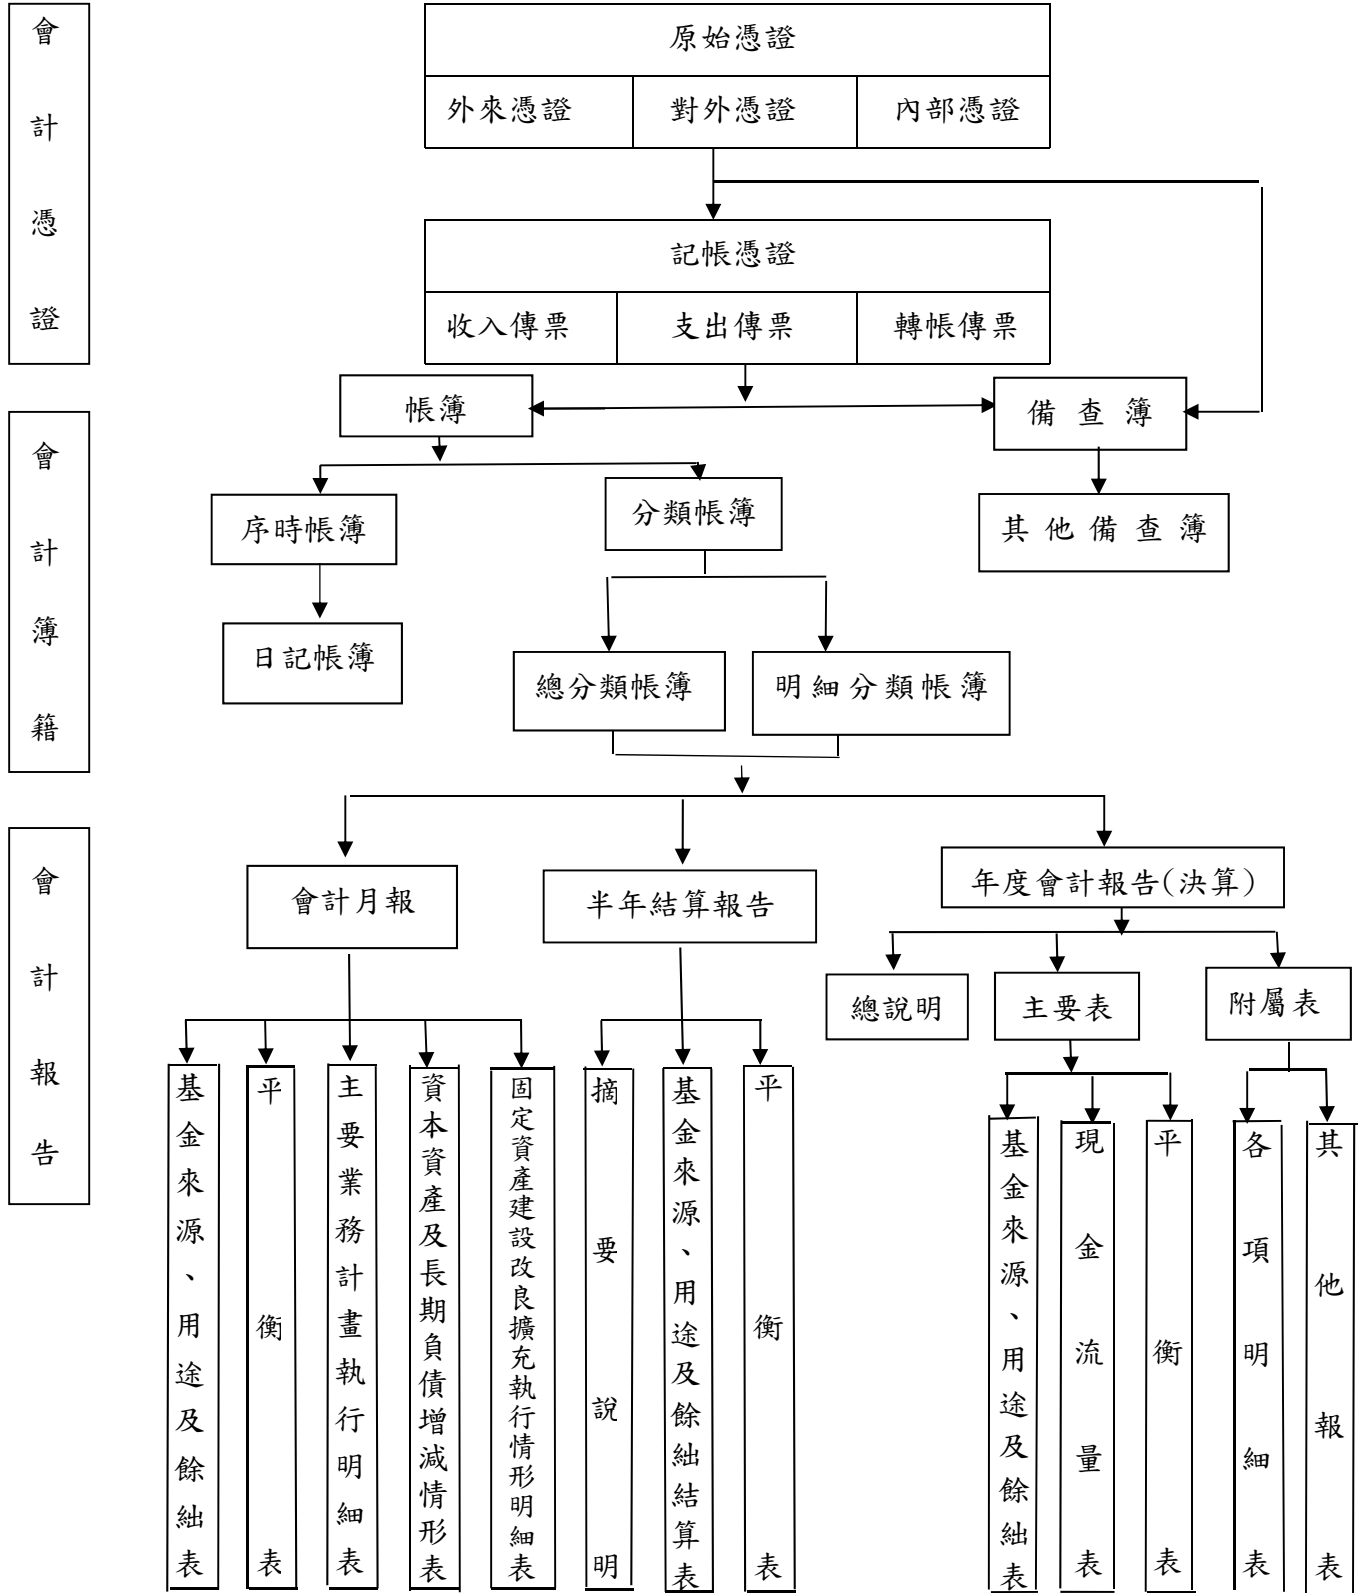 會計憑證
原始憑證
外來憑證 對外憑證 內部憑證
記帳憑證
收入傳票 支出傳票 轉帳傳票
會計簿籍
帳簿
備查簿
序時帳簿
分類帳簿
其他備查簿
日記帳簿
總分類帳簿
明細分類帳簿
會計報告
會計月報
半年結算報告
年度會計報告(決算)
總說明
主要表
附屬表
基金來源、用途及餘絀表
平衡表
主要業務計畫執行明細表
資本資產及長期負債增減情形表
固定資產建設改良擴充執行情形明細表
摘要說明
基金來源、用途及餘絀結算表
平衡表
基金來源、用途及餘絀表
現金流量表
平衡表
各項明細表
其他報表